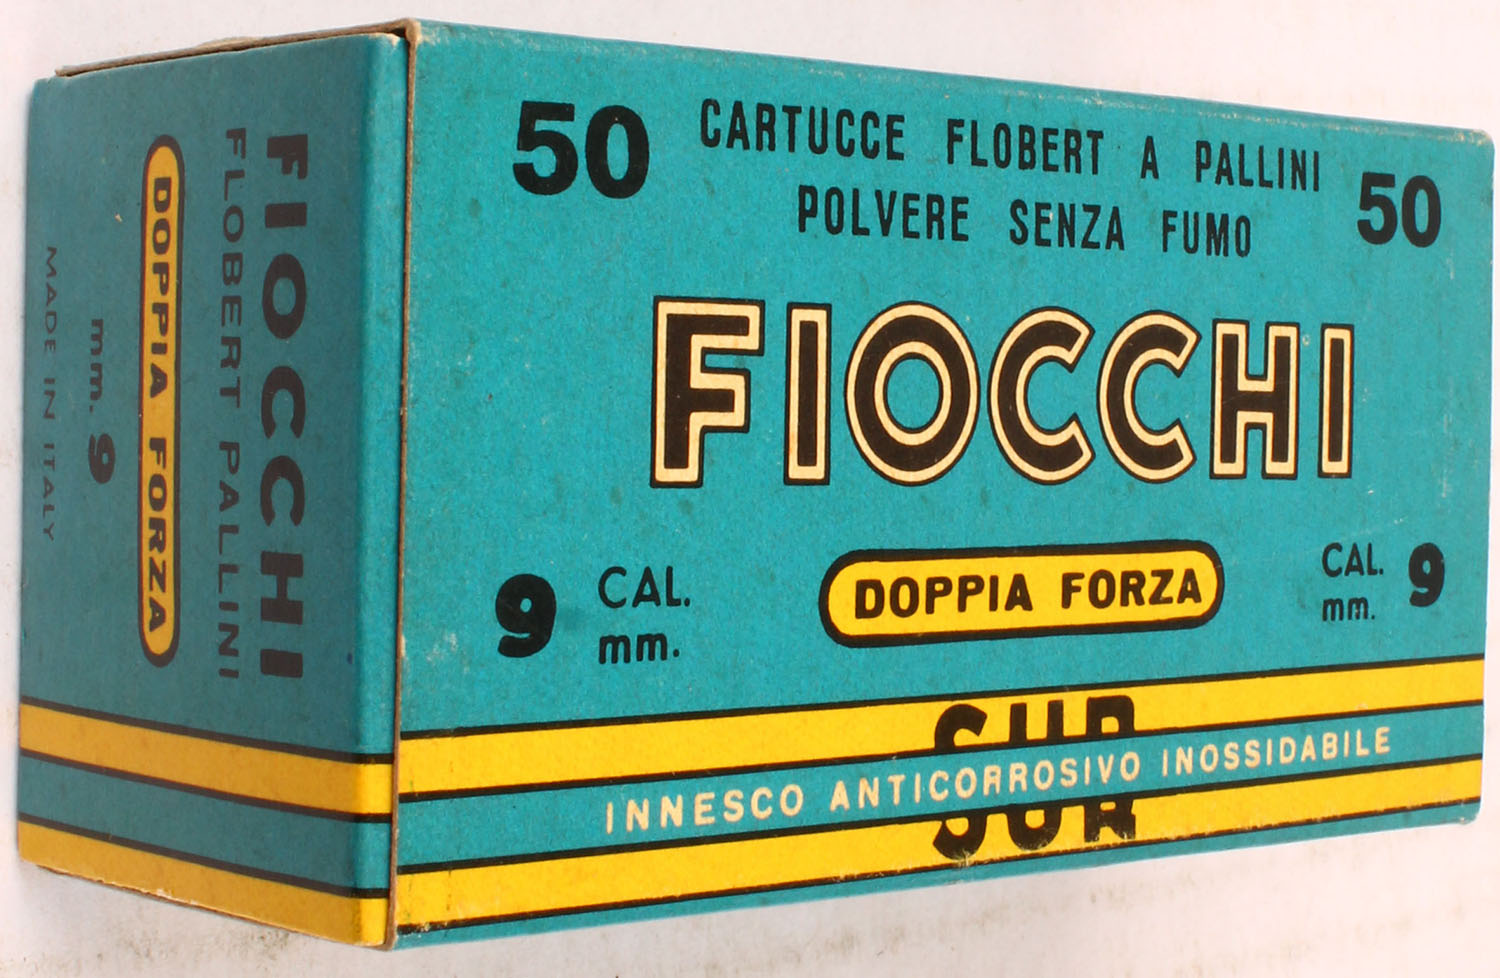 50 CARTUCCE FLOBERT A PALLINI 50
POLVERE SENZA FUMO
FIOCCHI
9 CAL. mm.
DOPPIA FORZA
CAL. mm. 9
SUR
INNESCO ANTICORROSIVO INOSSIDABILE
FIOCCHI
FLOBERT PALLINI
DOPPIA FORZA
mm. 9
MADE IN ITALY